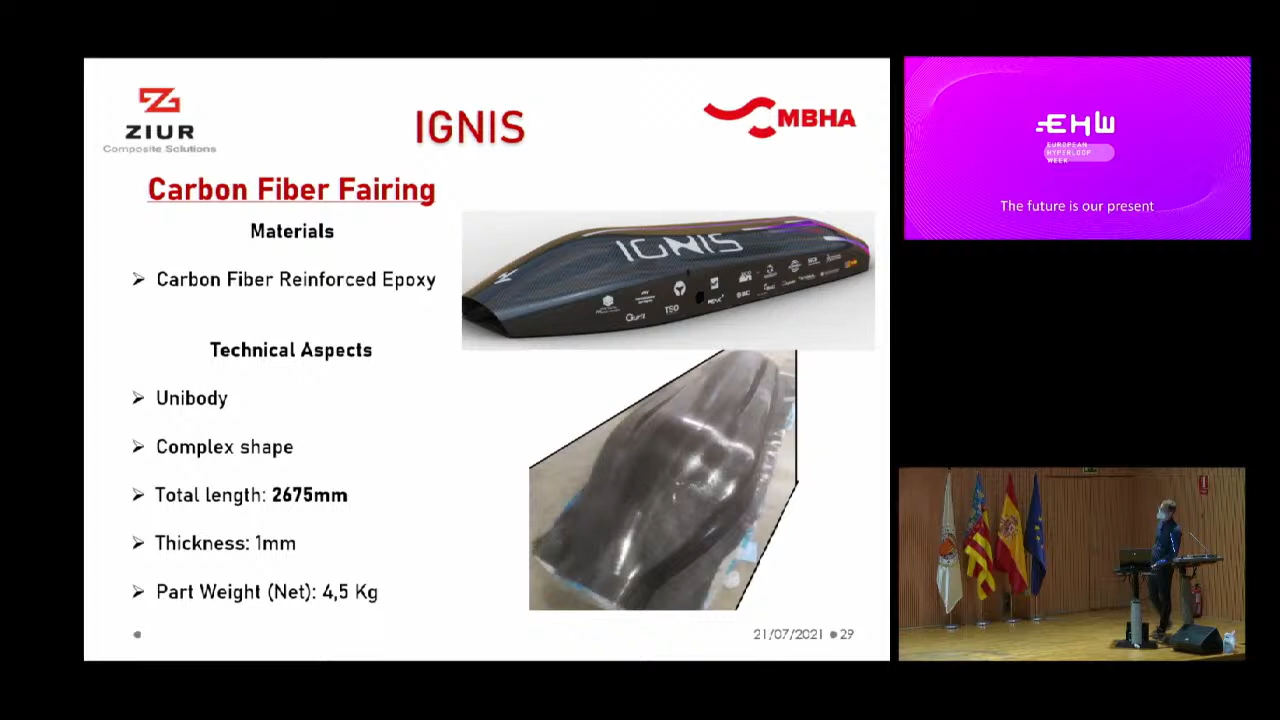 ZIUR
Composite Solutions
IGNIS
MBHA
Carbon Fiber Fairing
Materials
➢ Carbon Fiber Reinforced Epoxy
Technical Aspects
➢ Unibody
➢ Complex shape
➢ Total length: 2675mm
➢ Thickness: 1mm
➢ Part Weight (Net): 4,5 Kg
IGNIS
Gurit
TSO
21/07/2021 ● 29
EHW
EUROPEAN
HYPERLOOP
WEEK
The future is our present